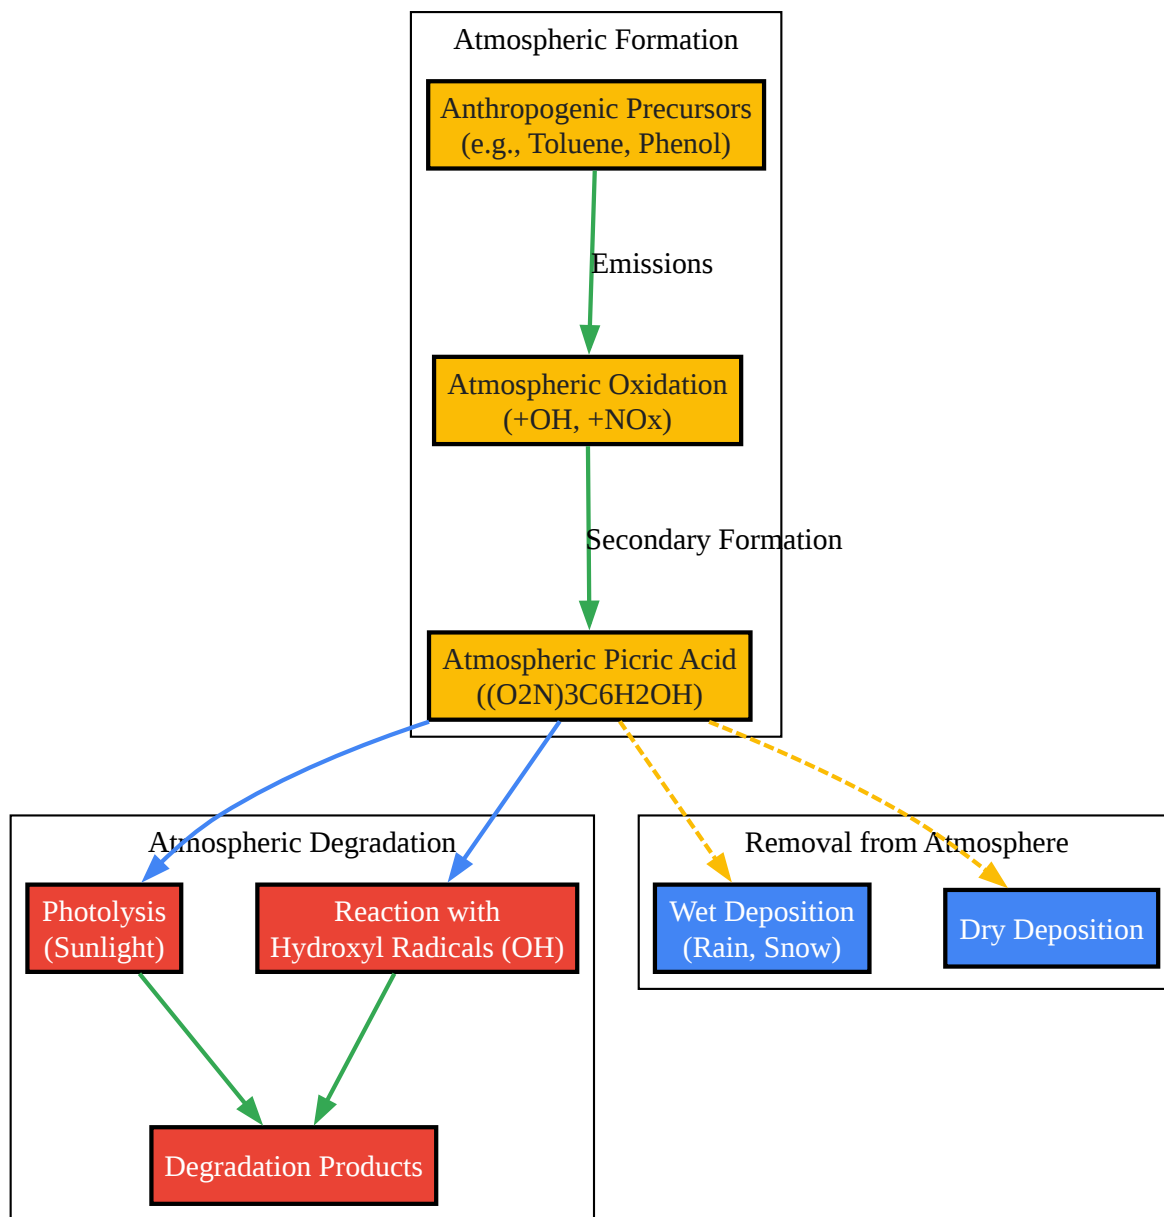 Atmospheric Formation
Anthropogenic Precursors
(e.g., Toluene, Phenol)
Emissions
Atmospheric Oxidation
(+OH, +NOx)
Secondary Formation
Atmospheric Picric Acid
((O2N)3C6H2OH)
Atmospheric Degradation
Photolysis
(Sunlight)
Reaction with
Hydroxyl Radicals (OH)
Degradation Products
Removal from Atmosphere
Wet Deposition
(Rain, Snow)
Dry Deposition